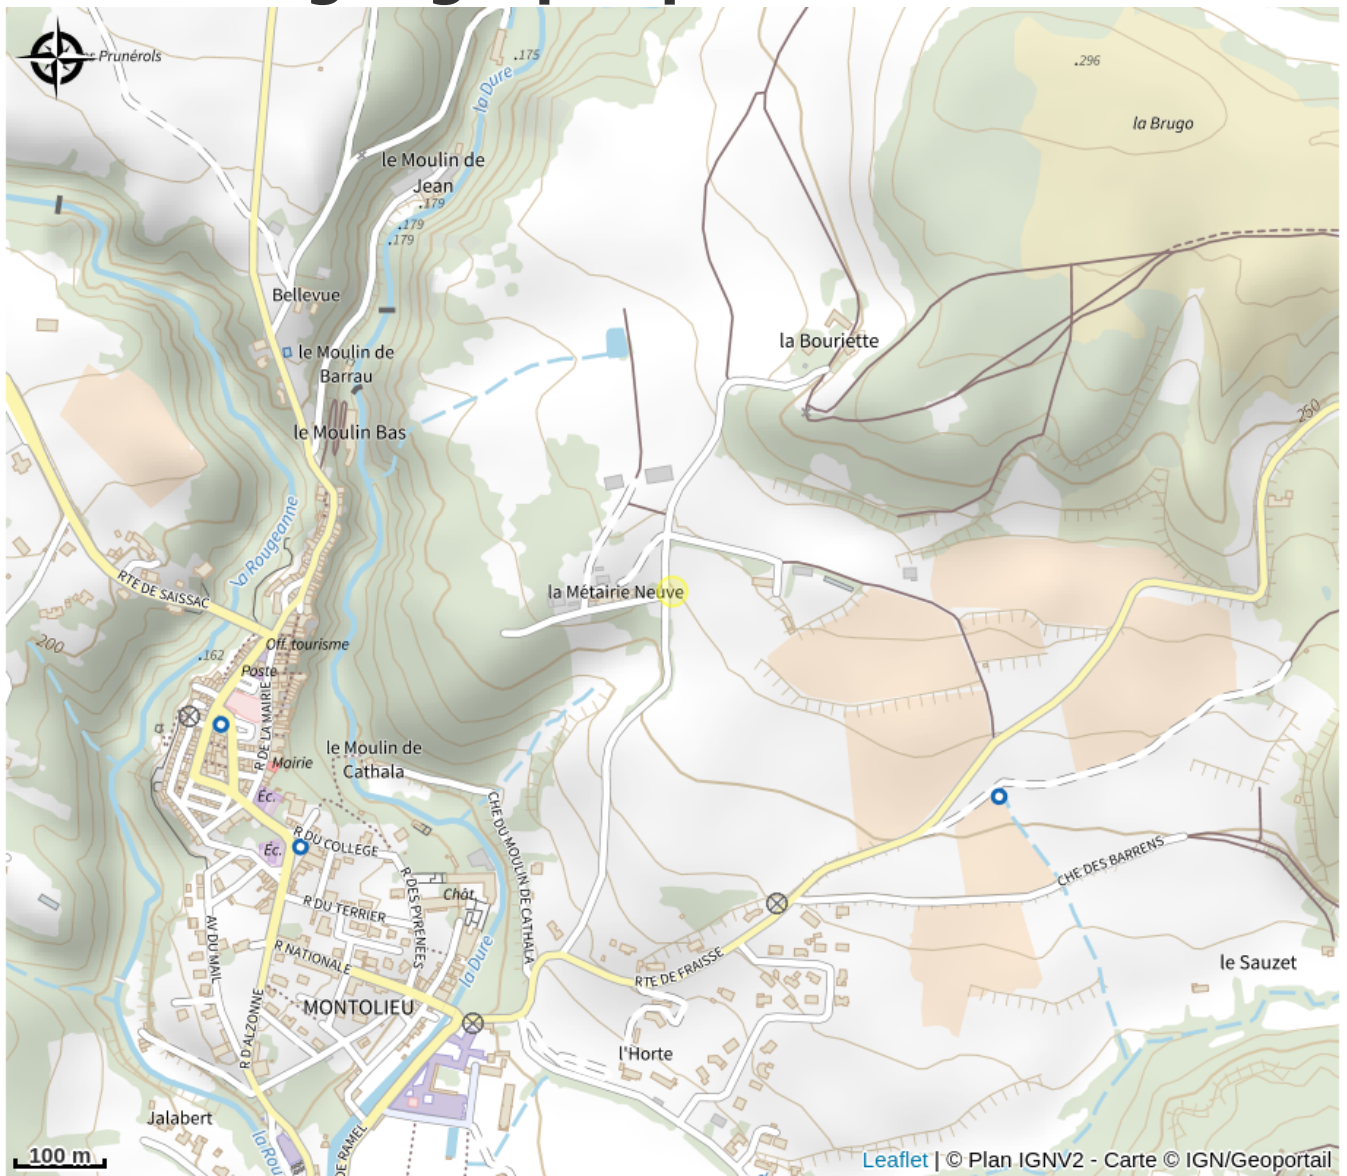 Prunérols
.175
la Dure
.296
la Brugo
le Moulin de
Jean
.179
.179
.179
Bellevue
la Bouriette
le Moulin de
Barrau
250
le Moulin Bas
la Rougeanne
RTE DE SAISSAC
la Métairie Neuve
200
.162
Off. tourisme
Poste
R DE LA MAIRIE
le Moulin de
Cathala
Mairie
Éc.
CHE DU MOULIN DE CATHALA
R DU COLLÈGE
Éc.
CHE DES BARRENS
R DES PYRENEES
Chât.
R DU TERRIER
AV DU MAIL
R NATIONALE
la Dure
RTE DE FRAISSE
le Sauzet
MONTOLIEU
R D'ALZONNE
l'Horte
Jalabert
la Rou
DE RAMEL
100 m
Leaflet | © Plan IGNV2 - Carte © IGN/Geoportail